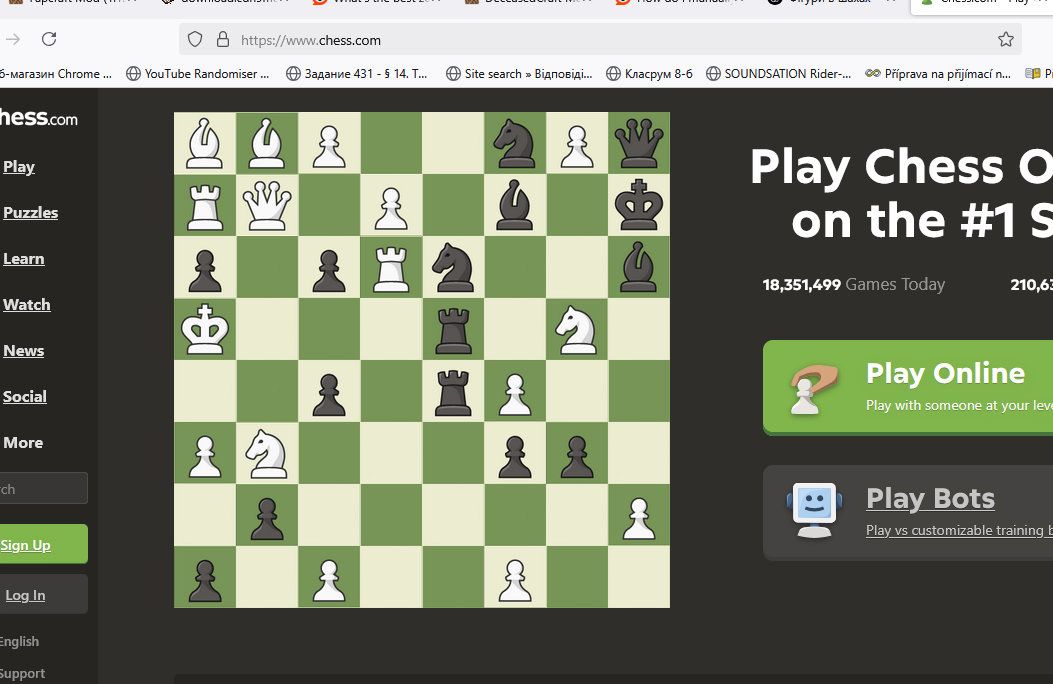 https://www.chess.com
б-магазин Chrome ... YouTube Randomiser ... Задание 431 - § 14. Т... Site search » Відповіді... Класрум 8-б SOUNDSATION Rider-... Příprava na přijímací n...
hess.com
Play
Puzzles
Learn
Watch
News
Social
More
rch
Sign Up
Log In
English
Support
Play Chess O
on the #1 S
18,351,499 Games Today 210,63
Play Online
Play with someone at your leve
Play Bots
Play vs customizable training b